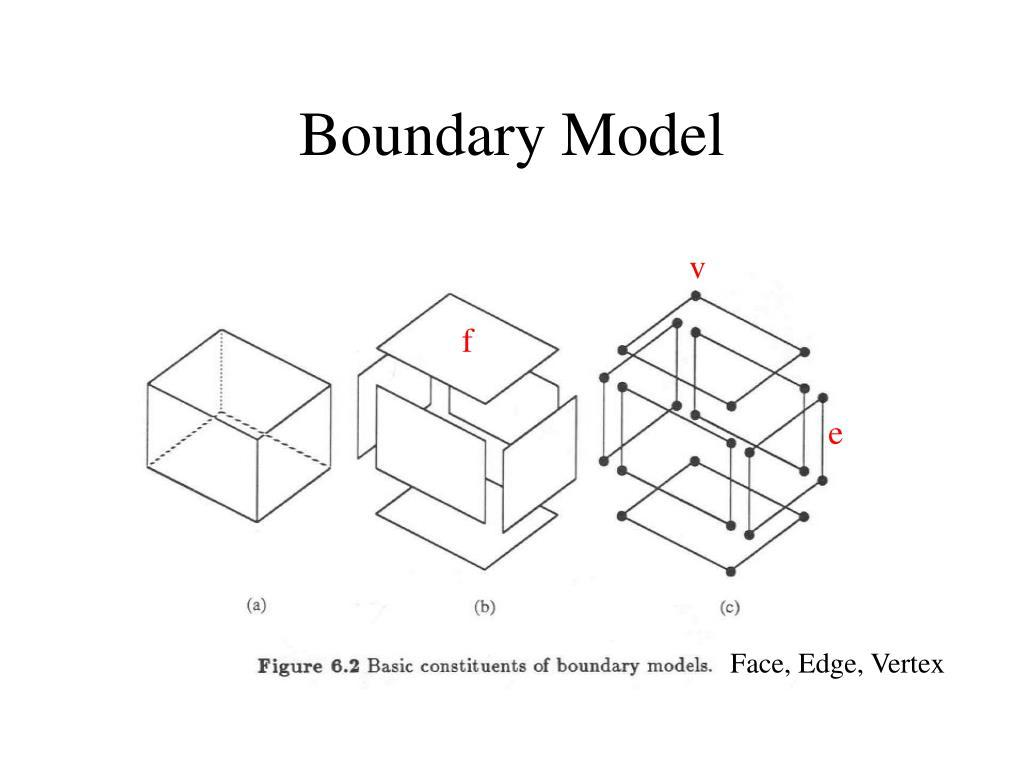 Boundary Model
v
f
e
(a)
(b)
(c)
Figure 6.2 Basic constituents of boundary models. Face, Edge, Vertex